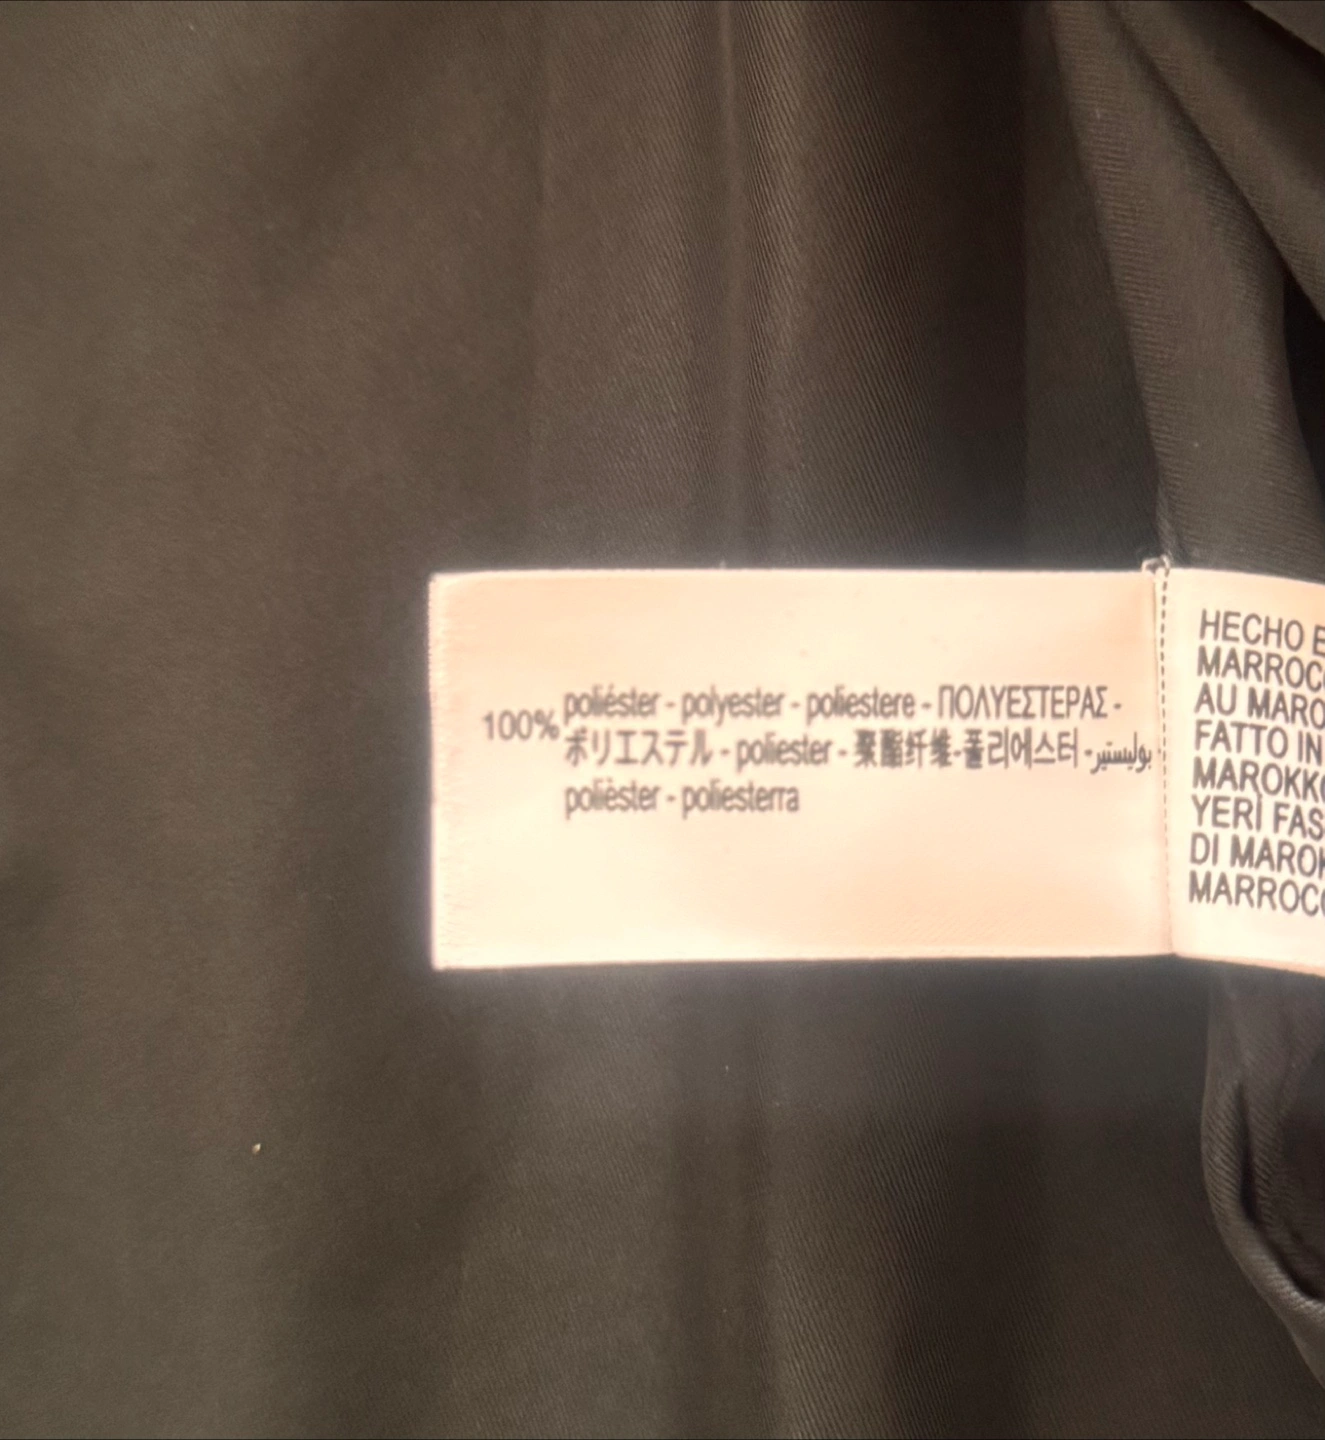 100% poliéster - polyester - poliestere - ΠΟΛΥΕΣΤΕΡΑΣ -
ポリエステル - poliester - 聚酯纤维-폴리에스터 - بوليستير -
polièster - poliesterra
HECHO E
MARROC
AU MARO
FATTO IN
MAROKK
YERİ FAS
DI MAROK
MARROC